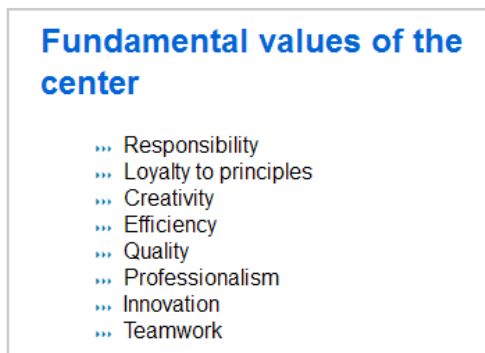 Fundamental values of the
center
Responsibility
Loyalty to principles
Creativity
Efficiency
Quality
Professionalism
Innovation
Teamwork